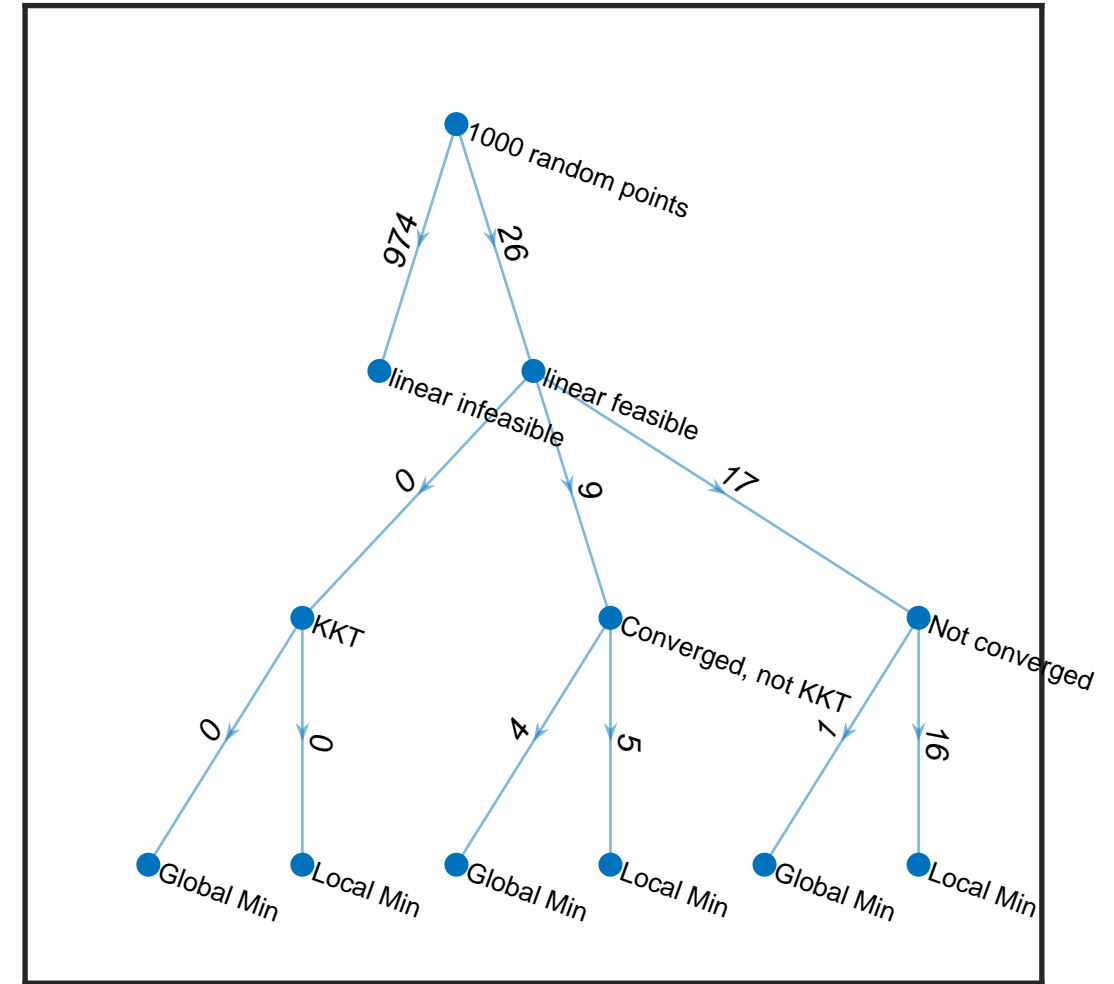 1000 random points
974
26
linear infeasible
linear feasible
0
9
17
KKT
Converged, not KKT
Not converged
0
0
4
5
1
16
Global Min
Local Min
Global Min
Local Min
Global Min
Local Min